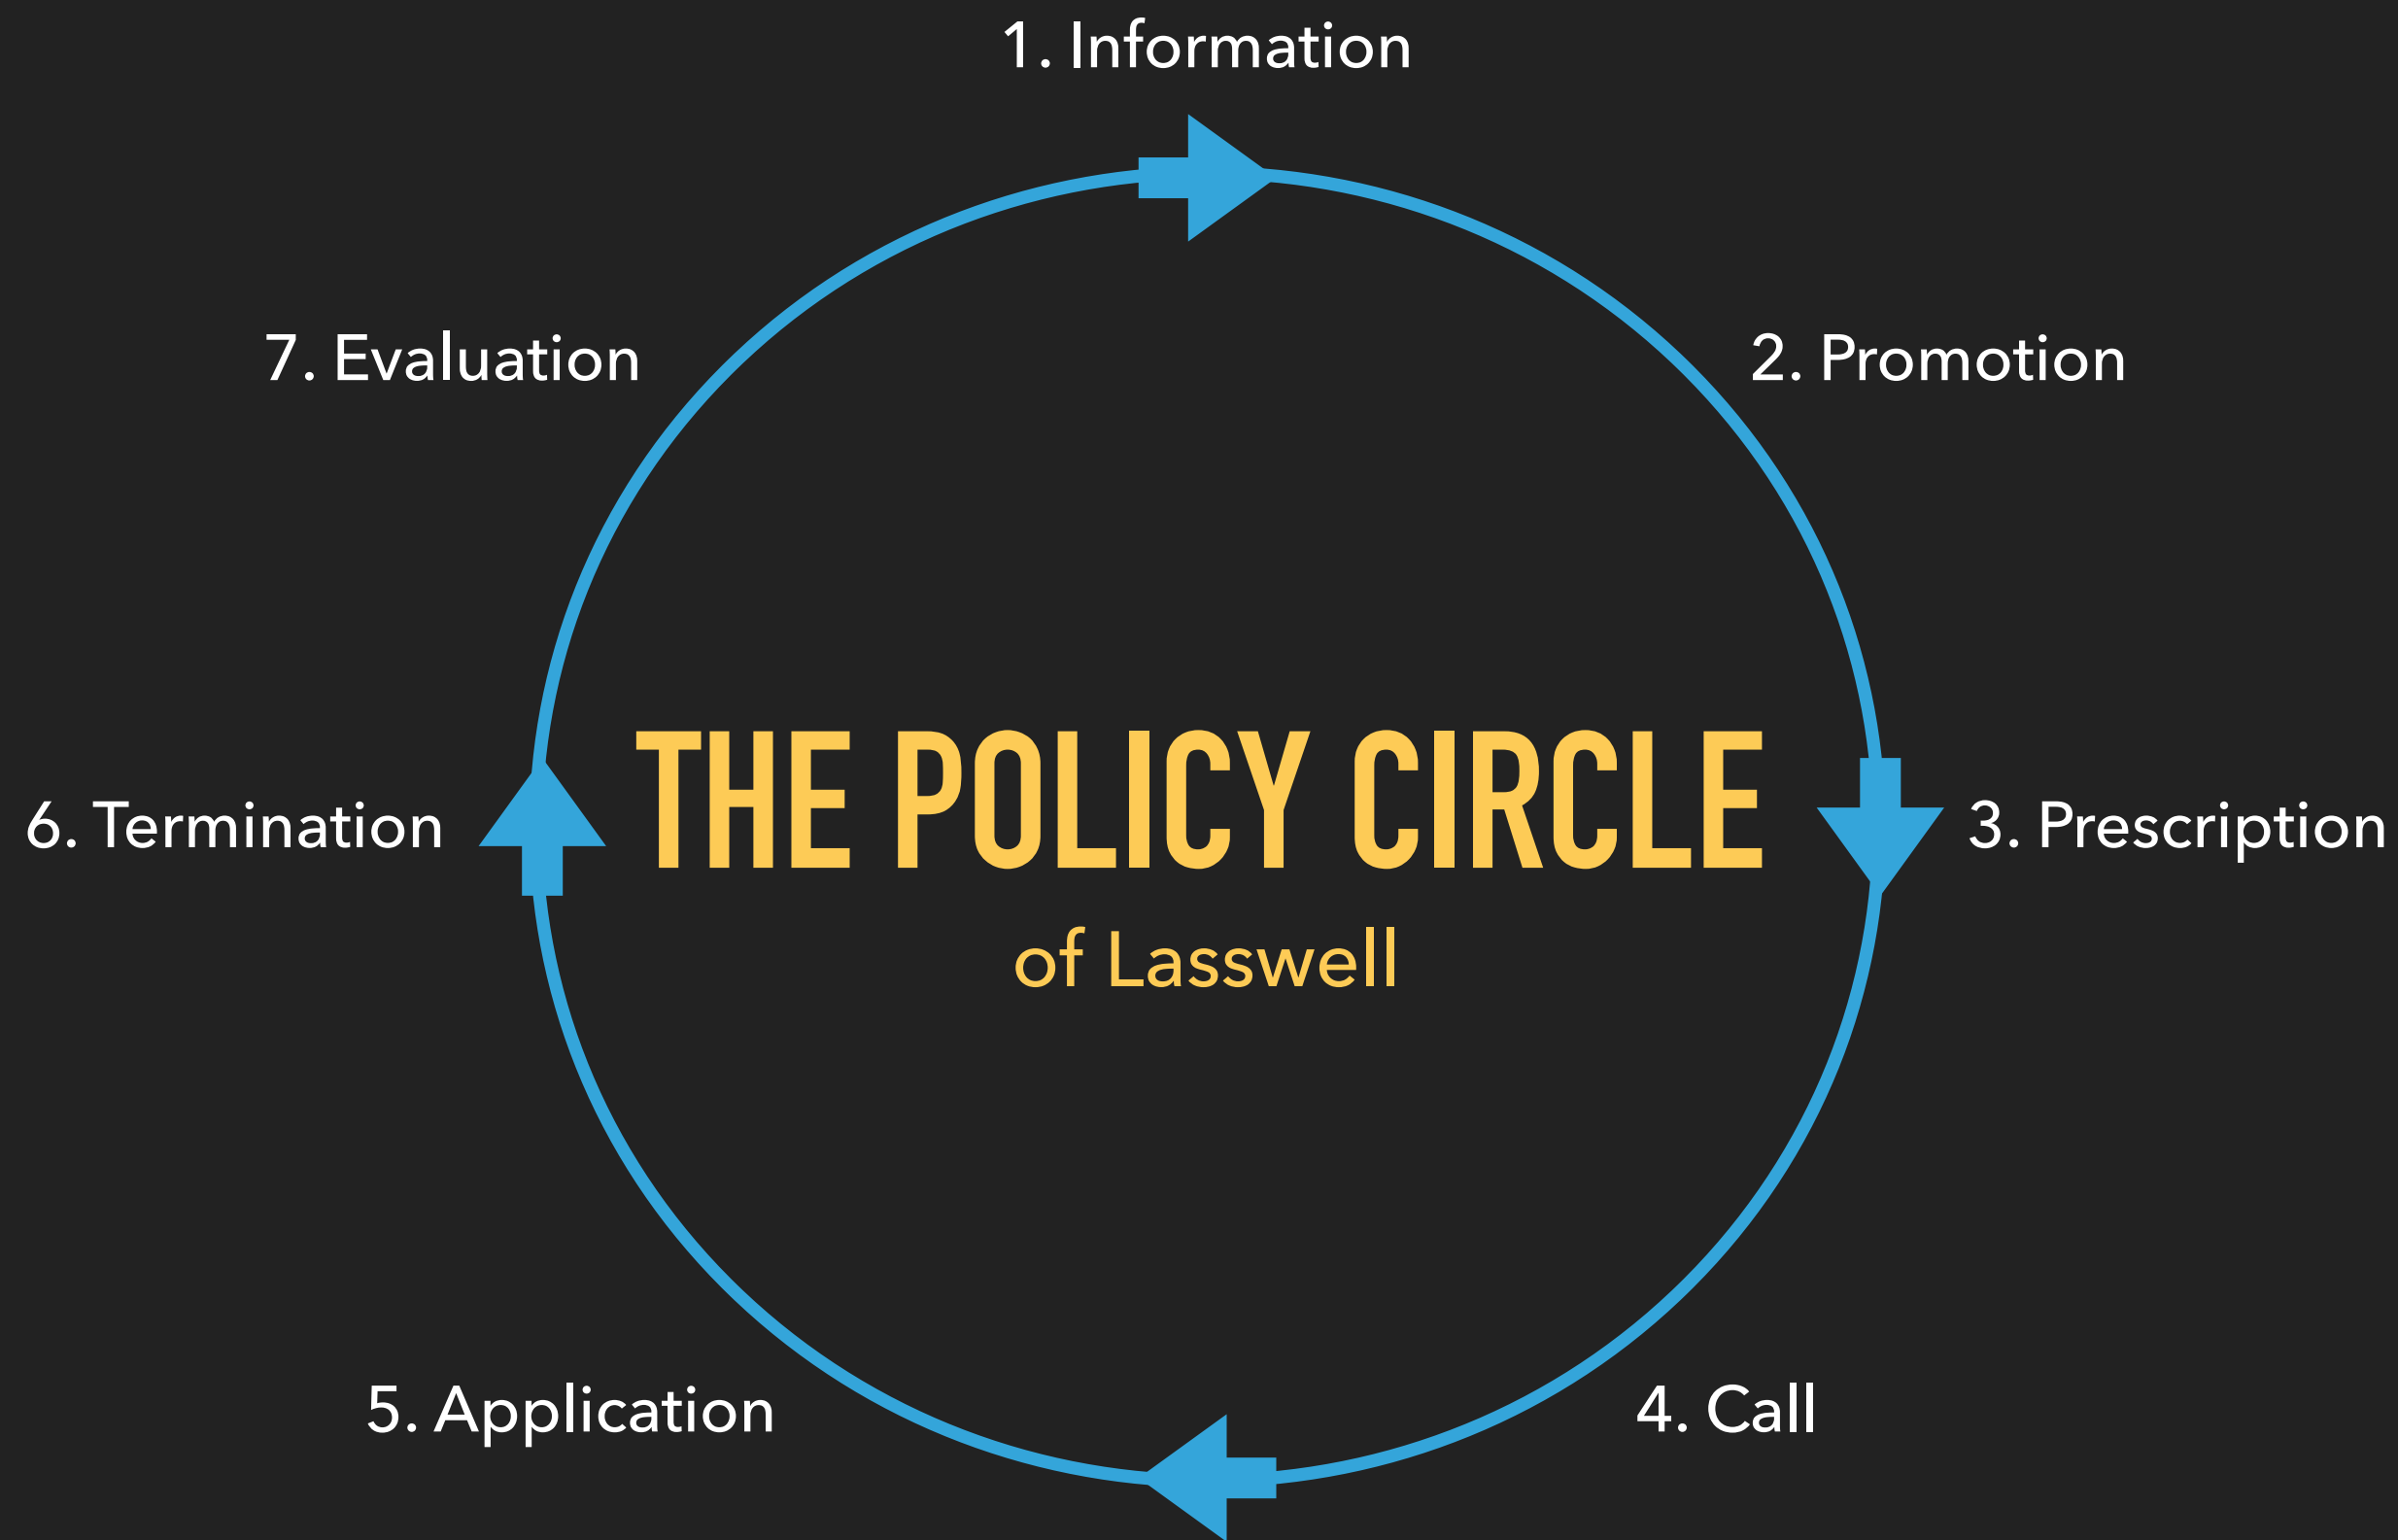 1. Information
2. Promotion
3. Prescription
4. Call
5. Application
6. Termination
7. Evaluation
THE POLICY CIRCLE
of Lasswell